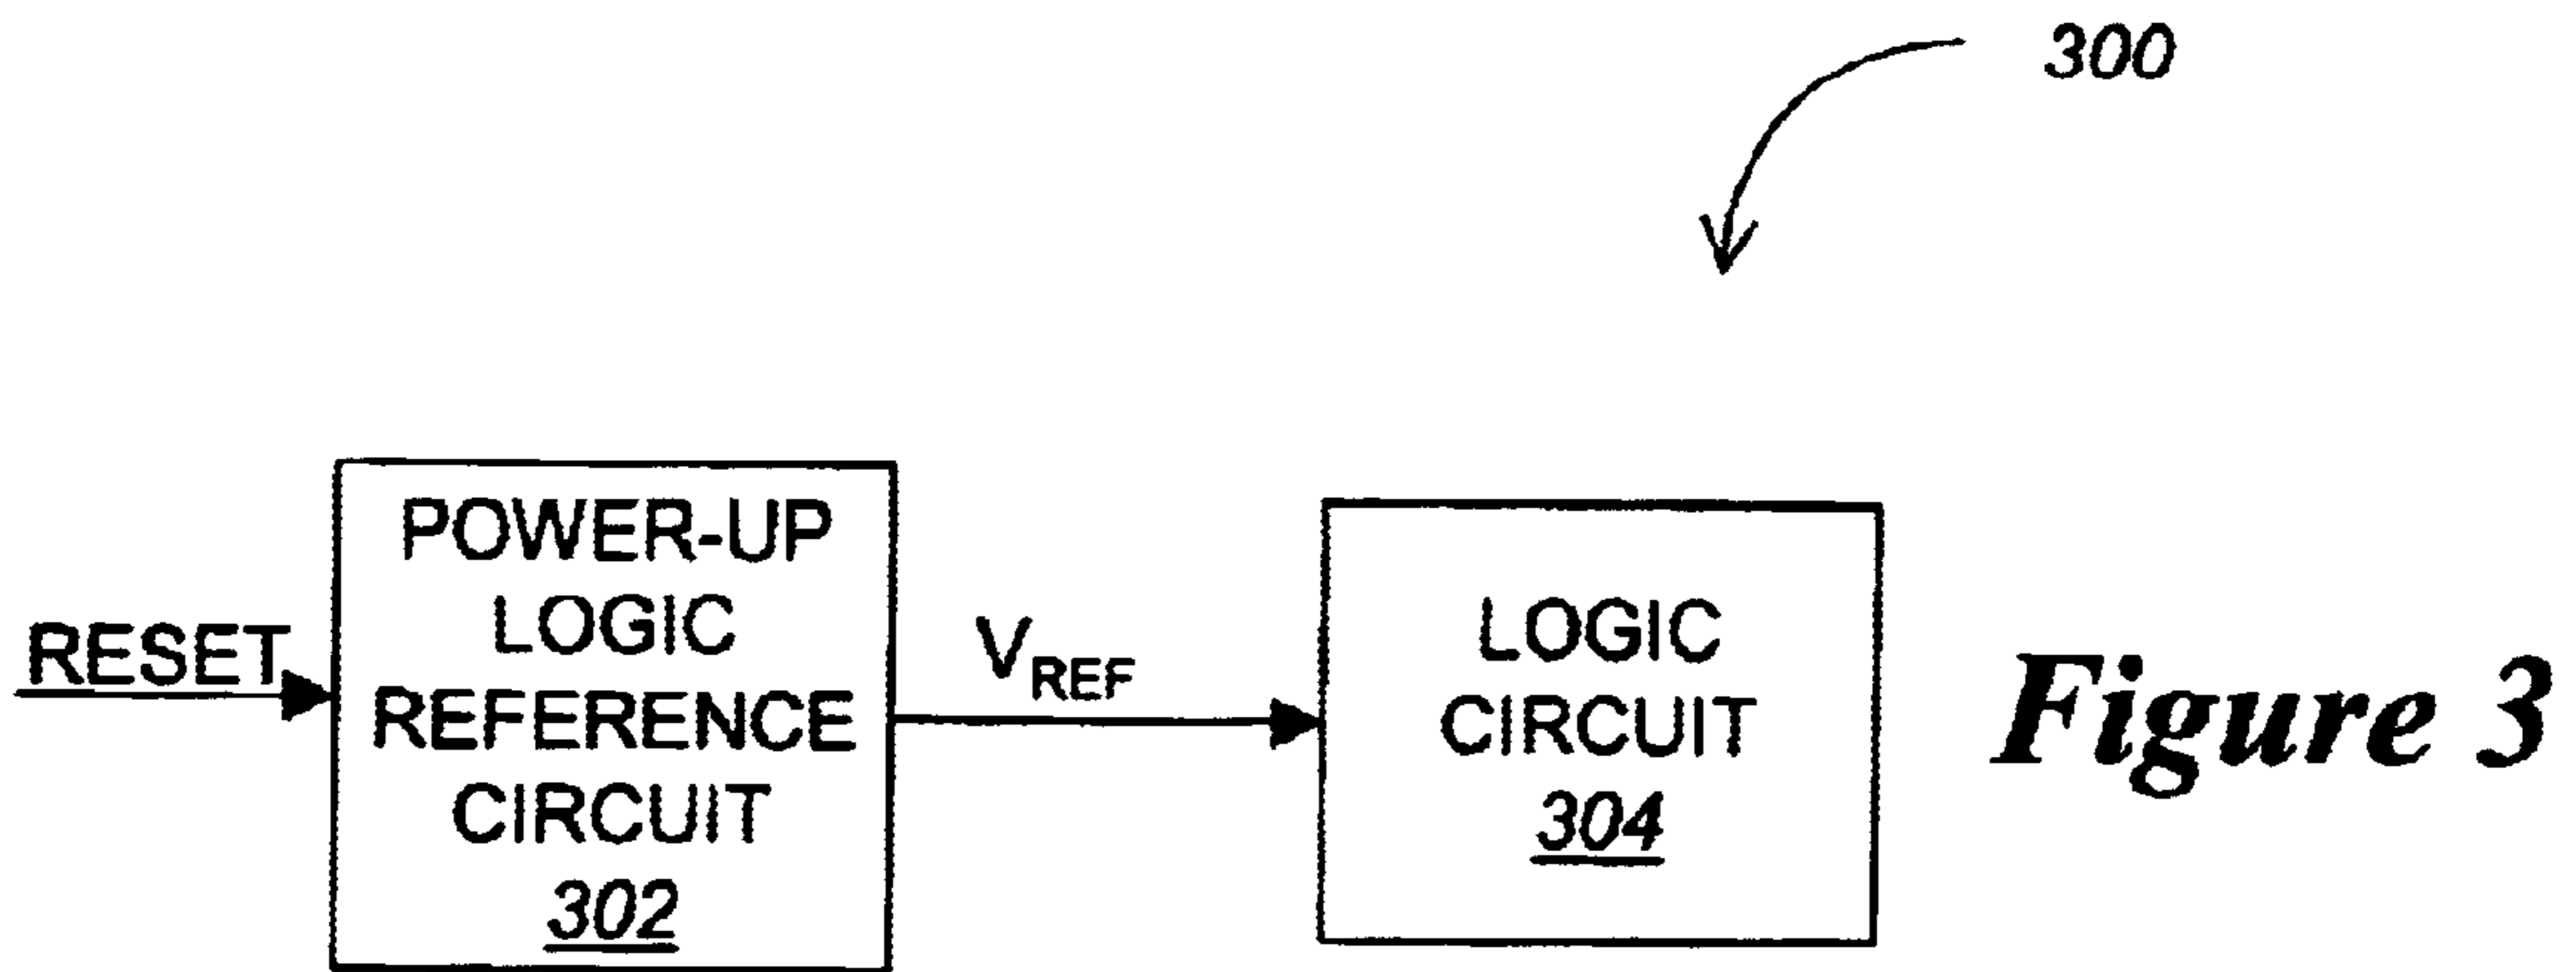 300
POWER-UP
LOGIC
REFERENCE
CIRCUIT
302
RESET
VREF
LOGIC
CIRCUIT
304
Figure 3